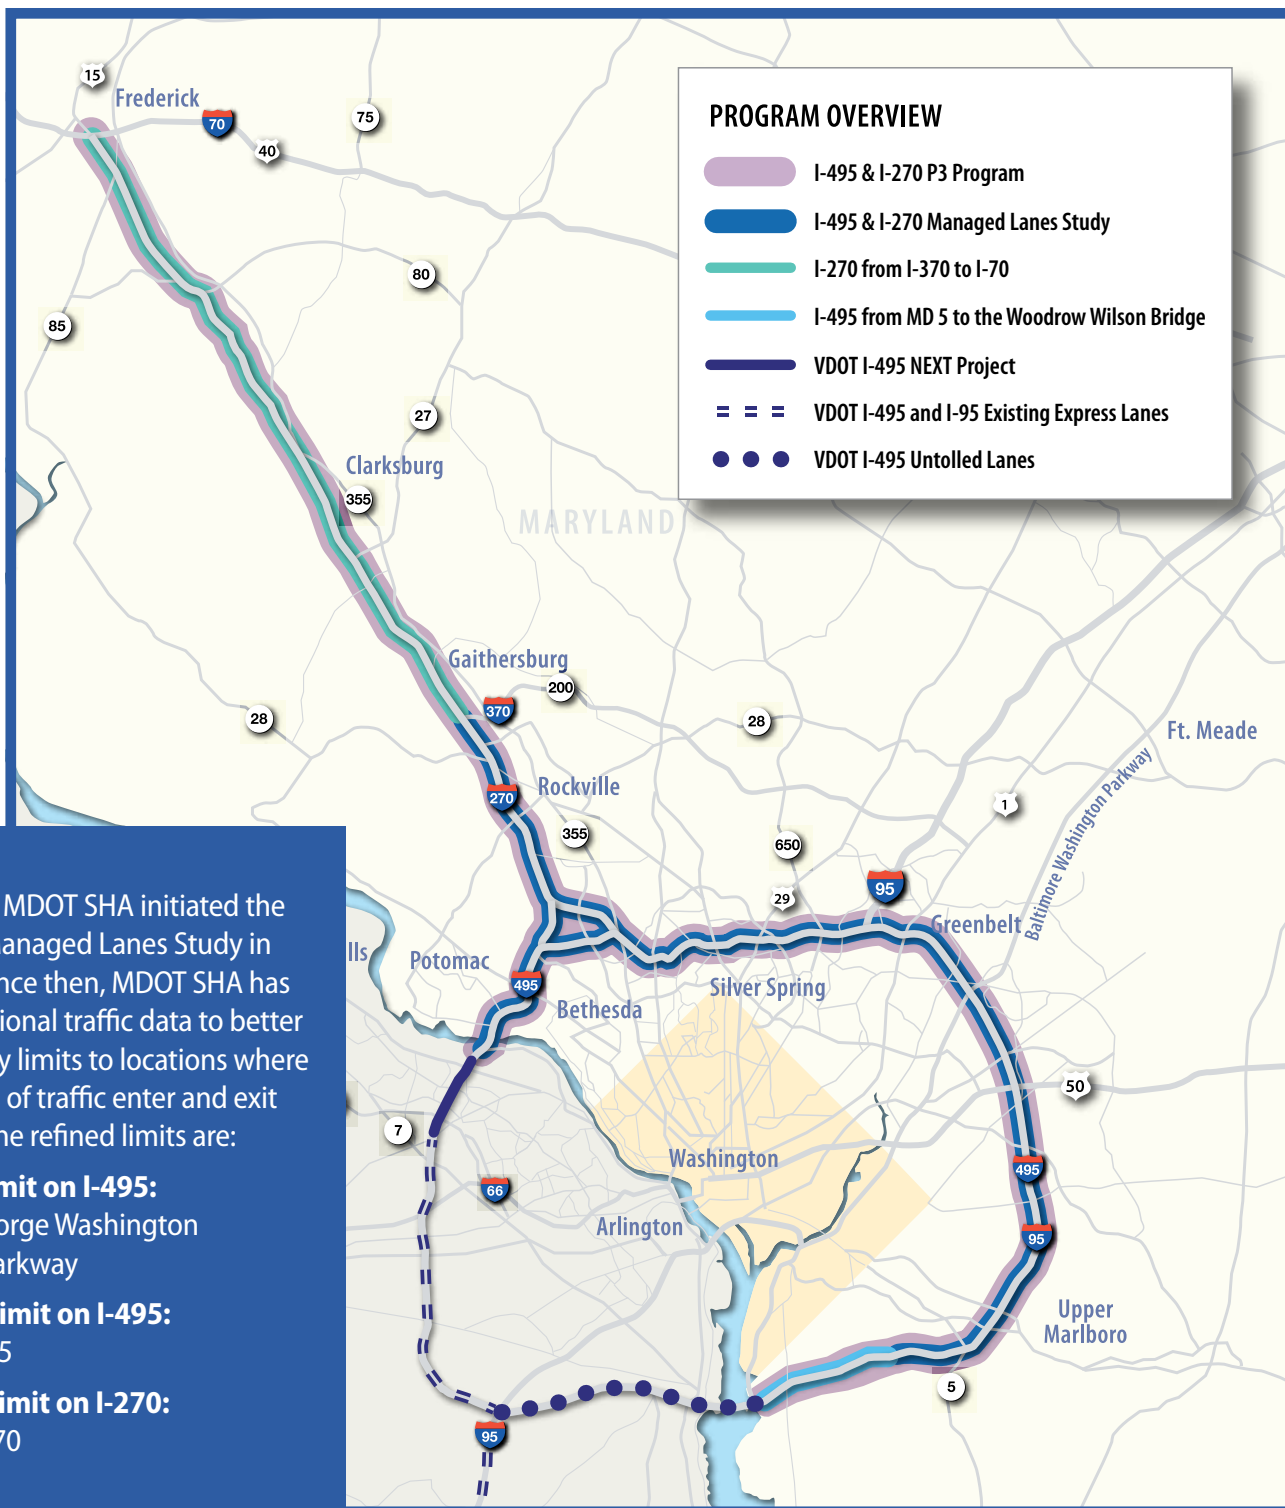 15
Frederick
70
75
40
PROGRAM OVERVIEW
I-495 & I-270 P3 Program
I-495 & I-270 Managed Lanes Study
I-270 from I-370 to I-70
I-495 from MD 5 to the Woodrow Wilson Bridge
VDOT I-495 NEXT Project
VDOT I-495 and I-95 Existing Express Lanes
VDOT I-495 Untolled Lanes
80
85
27
Clarksburg
355
MARYLAND
Gaithersburg
200
370
28
28
Ft. Meade
Rockville
270
Baltimore Washington Parkway
1
355
650
29
95
Greenbelt
lls
Potomac
495
Silver Spring
Bethesda
50
7
Washington
495
66
Arlington
95
Upper
Marlboro
5
95
MDOT SHA initiated the
anaged Lanes Study in
nce then, MDOT SHA has
ional traffic data to better
y limits to locations where
of traffic enter and exit
ne refined limits are:
mit on I-495:
orge Washington
arkway
imit on I-495:
5
imit on I-270:
70